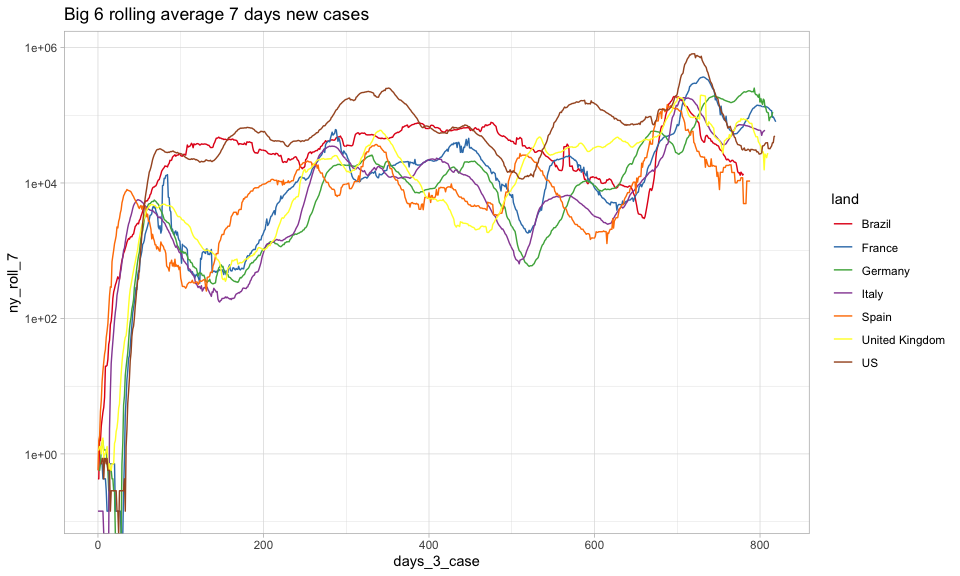 Big 6 rolling average 7 days new cases
1e+06
1e+04
1e+02
1e+00
ny_roll_7
0
200
400
600
800
days_3_case
land
Brazil
France
Germany
Italy
Spain
United Kingdom
US